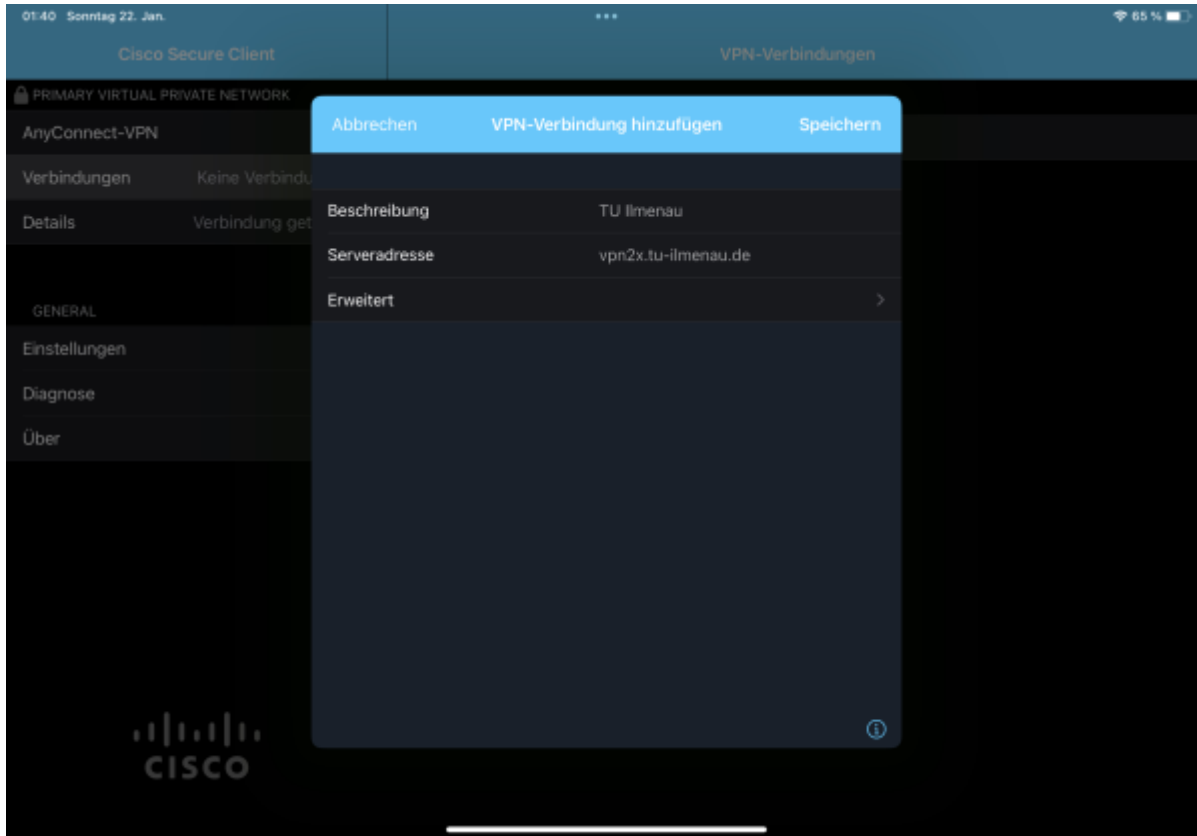 01:40 Sonntag 22. Jan.
65 %
Cisco Secure Client
VPN-Verbindungen
PRIMARY VIRTUAL PRIVATE NETWORK
AnyConnect-VPN
Verbindungen Keine Verbindu
Details Verbindung get
GENERAL
Einstellungen
Diagnose
Über
CISCO
Abbrechen VPN-Verbindung hinzufügen Speichern
Beschreibung TU Ilmenau
Serveradresse vpn2x.tu-ilmenau.de
Erweitert